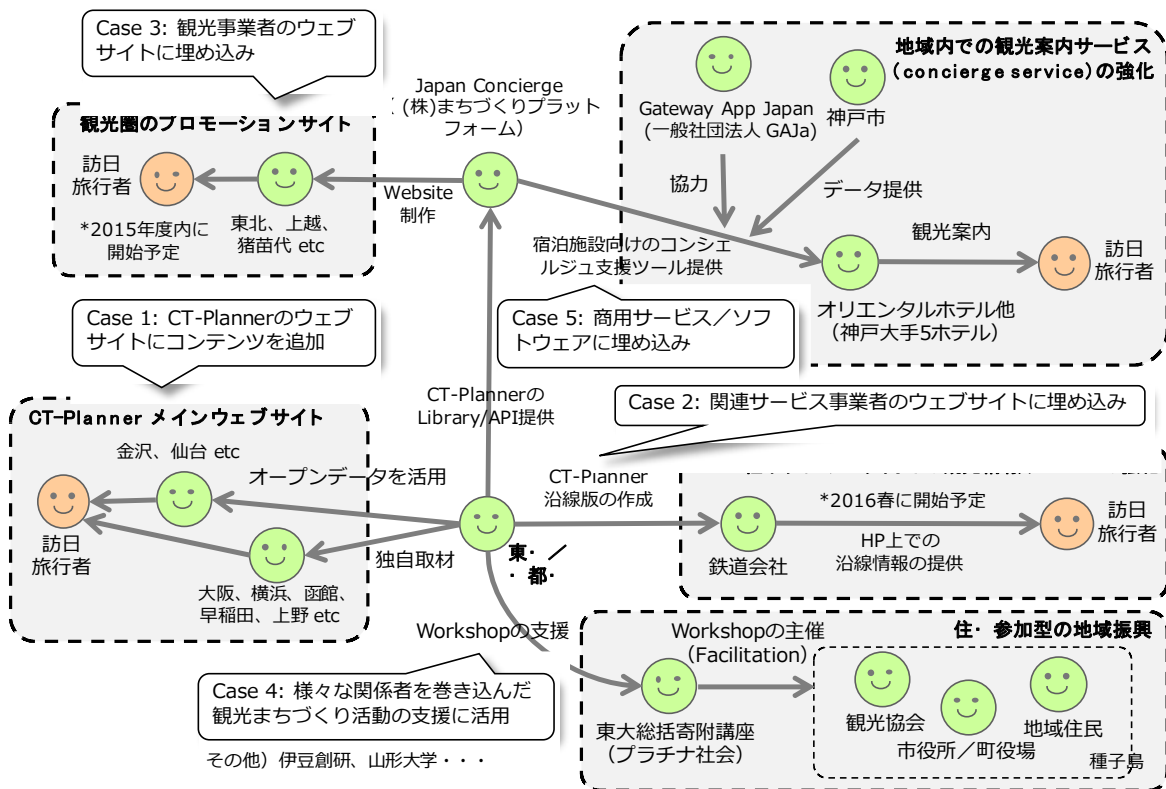 Case 3: 観光事業者のウェブ
サイトに埋め込み
観光圏のプロモーションサイト
訪日
旅行者
*2015年度内に
開始予定
東北、上越、
猪苗代 etc
Website
制作
Japan Concierge
( (株)まちづくりプラット
フォーム）
地域内での観光案内サービス
(concierge service)の強化
Gateway App Japan
(一般社団法人 GAJa)
神戸市
協力
データ提供
宿泊施設向けのコンシェ
ルジュ支援ツール提供
観光案内
訪日
旅行者
オリエンタルホテル他
（神戸大手5ホテル）
Case 1: CT-Plannerのウェブ
サイトにコンテンツを追加
Case 5: 商用サービス／ソフ
トウェアに埋め込み
CT-Plannerの
Library/API提供
Case 2: 関連サービス事業者のウェブサイトに埋め込み
CT-Planner メインウェブサイト
金沢、仙台 etc
オープンデータを活用
訪日
旅行者
独自取材
大阪、横浜、函館、
早稲田、上野 etc
東・ ／
・ 都・
CT-Planner
沿線版の作成
*2016春に開始予定
鉄道会社
HP上での
沿線情報の提供
訪日
旅行者
Workshopの支援
Case 4: 様々な関係者を巻き込んだ
観光まちづくり活動の支援に活用
その他）伊豆創研、山形大学・・・
Workshopの主催
（Facilitation）
住・ 参加型の地域振興
東大総括寄附講座
（プラチナ社会）
観光協会
市役所／町役場
地域住民
種子島